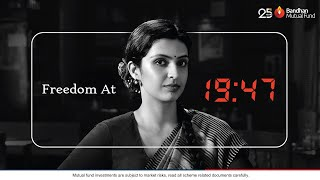 25 Bandhan
Mutual Fund
Freedom At
19:47
Mutual fund investments are subject to market risks, read all scheme related documents carefully.